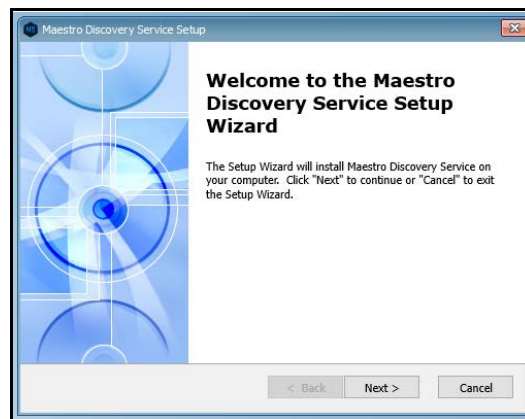 Maestro Discovery Service Setup
Welcome to the Maestro
Discovery Service Setup
Wizard
The Setup Wizard will install Maestro Discovery Service on
your computer. Click "Next" to continue or "Cancel" to exit
the Setup Wizard.
< Back Next > Cancel